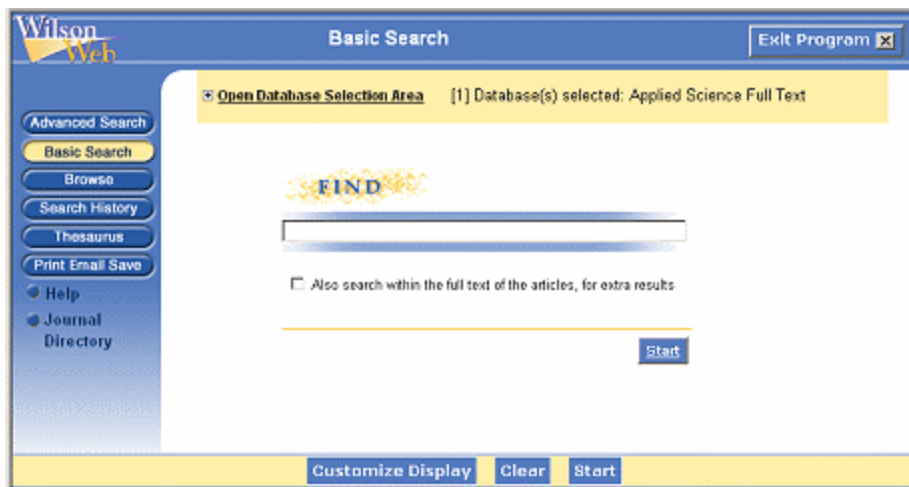 Wilson
Web
Basic Search
Exit Program
Open Database Selection Area [1] Database(s) selected: Applied Science Full Text
Advanced Search
Basic Search
Browse
Search History
Thesaurus
Print Email Save
Help
Journal
Directory
FIND
Also search within the full text of the articles, for extra results
Start
Customize Display Clear Start